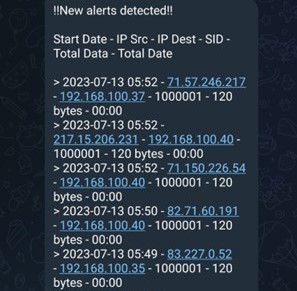 !!New alerts detected!!
Start Date - IP Src - IP Dest - SID -
Total Data - Total Date
> 2023-07-13 05:52 - 71.57.246.217
- 192.168.100.37 - 1000001 - 120
bytes - 00:00
> 2023-07-13 05:52 -
217.15.206.231 - 192.168.100.40 -
1000001 - 120 bytes - 00:00
> 2023-07-13 05:52 - 71.150.226.54
- 192.168.100.40 - 1000001 - 120
bytes - 00:00
> 2023-07-13 05:50 - 82.71.60.191
- 192.168.100.40 - 1000001 - 120
bytes - 00:00
> 2023-07-13 05:49 - 83.227.0.52
- 192.168.100.35 - 1000001 - 120
bytes - 00:00